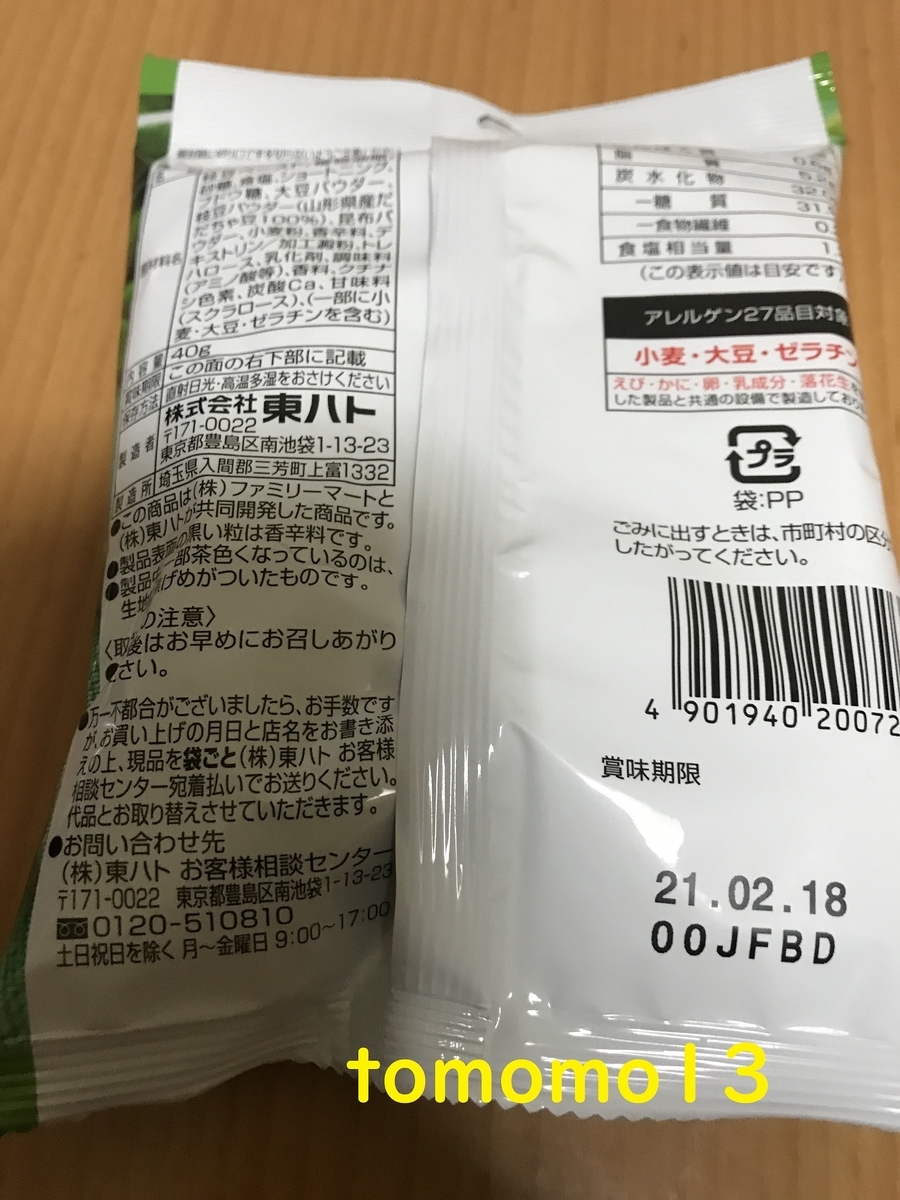 砂糖、食塩、ショートニング、
ブドウ糖、大豆パウダー、
枝豆パウダー(山形県産だ
だちゃ豆100%)、昆布パ
ウダー、小麦粉、香辛料、デ
キストリン/加工澱粉、トレ
ハロース、乳化剤、調味料
(アミノ酸等)、香料、クチナ
シ色素、炭酸Ca、甘味料
(スクラロース)、(一部に小
麦・大豆・ゼラチンを含む)
原材料名
内容量 40g
賞味期限 この面の右下部に記載
保存方法 直射日光・高温多湿をおさけください
製造者 株式会社 東ハト
〒171-0022
東京都豊島区南池袋1-13-23
製造所 埼玉県入間郡三芳町上富1332
●この商品は(株)ファミリーマートと
(株)東ハトが共同開発した商品です。
●製品表面の黒い粒は香辛料です。
●製品の一部茶色くなっているのは、
生地に焦げめがついたものです。
の注意〉
後はお早めにお召しあがり
さい。
●万一不都合がございましたら、お手数です
が、お買い上げの月日と店名をお書き添
えの上、現品を袋ごと(株)東ハト お客様
相談センター宛着払いでお送りください。
代品とお取り替えさせていただきます。
●お問い合わせ先
(株)東ハト お客様相談センター
〒171-0022 東京都豊島区南池袋1-13-23
0120-510810
土日祝日を除く 月～金曜日 9:00～17:00
脂質 0.
炭水化物
－糖質 31.
－食物繊維 0.
食塩相当量 1.
(この表示値は目安です
アレルゲン27品目対象
小麦・大豆・ゼラチン
えび・かに・卵・乳成分・落花生を
した製品と共通の設備で製造してお
プラ
袋:PP
ごみに出すときは、市町村の区分
したがってください。
4 901940 20072
賞味期限
21.02.18
00JFBD
tomomo13